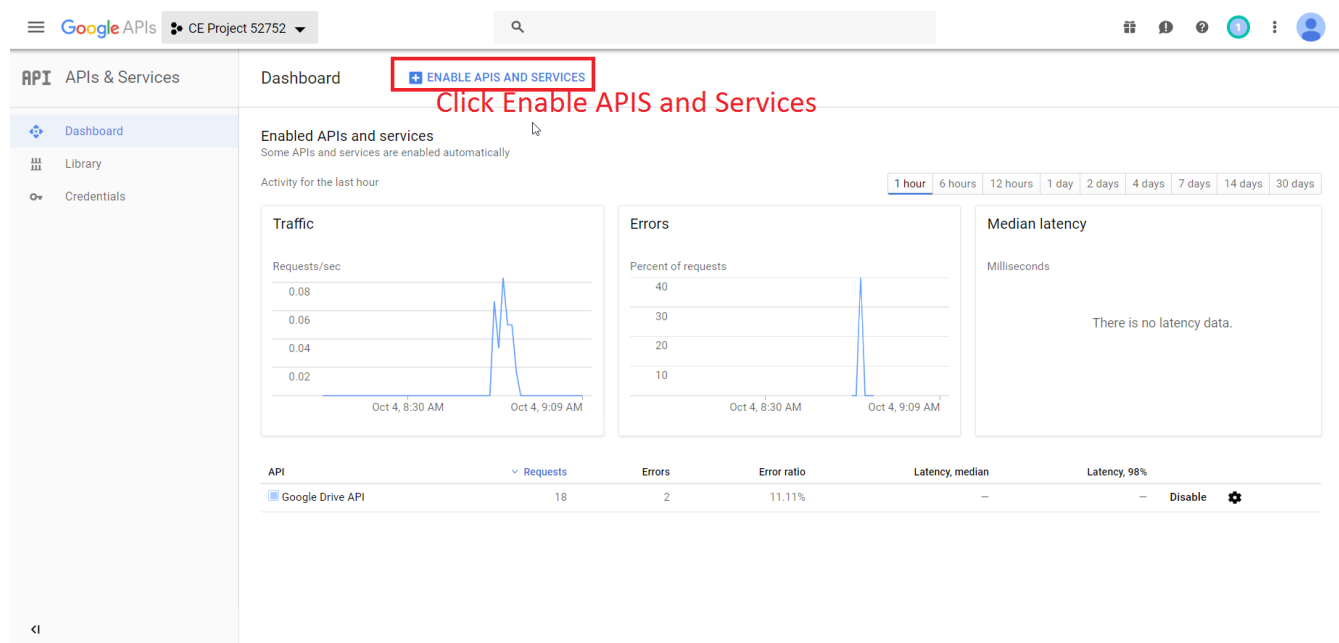 Google APIs CE Project 52752
1
API APIs & Services
Dashboard
ENABLE APIS AND SERVICES
Click Enable APIS and Services
Dashboard
Library
Credentials
Enabled APIs and services
Some APIs and services are enabled automatically
Activity for the last hour
1 hour 6 hours 12 hours 1 day 2 days 4 days 7 days 14 days 30 days
Traffic
Requests/sec
0.08
0.06
0.04
0.02
Oct 4, 8:30 AM Oct 4, 9:09 AM
Errors
Percent of requests
40
30
20
10
Oct 4, 8:30 AM Oct 4, 9:09 AM
Median latency
Milliseconds
There is no latency data.
API Requests Errors Error ratio Latency, median Latency, 98%
Google Drive API 18 2 11.11% — — Disable